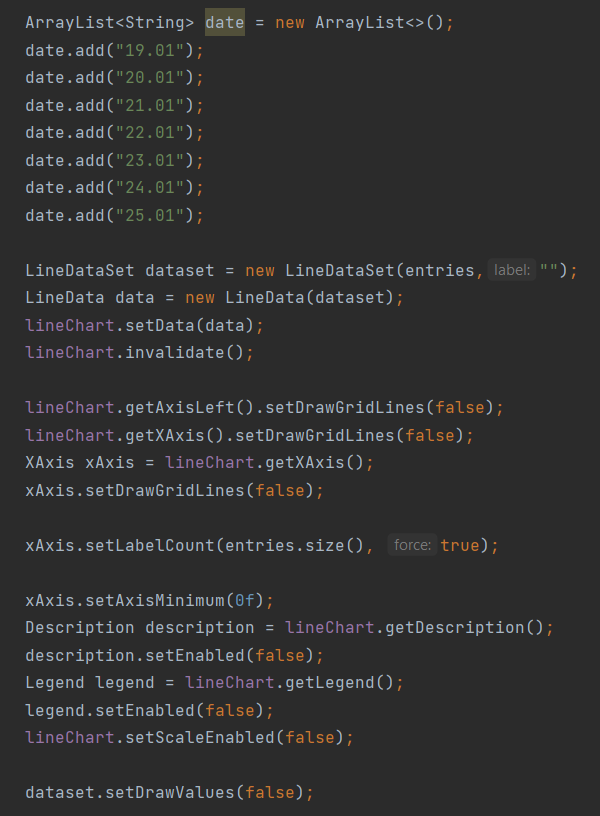 ArrayList<String> date = new ArrayList<>();
date.add("19.01");
date.add("20.01");
date.add("21.01");
date.add("22.01");
date.add("23.01");
date.add("24.01");
date.add("25.01");
LineDataSet dataset = new LineDataSet(entries, label: "");
LineData data = new LineData(dataset);
lineChart.setData(data);
lineChart.invalidate();
lineChart.getAxisLeft().setDrawGridLines(false);
lineChart.getXAxis().setDrawGridLines(false);
XAxis xAxis = lineChart.getXAxis();
xAxis.setDrawGridLines(false);
xAxis.setLabelCount(entries.size(), force: true);
xAxis.setAxisMinimum(0f);
Description description = lineChart.getDescription();
description.setEnabled(false);
Legend legend = lineChart.getLegend();
legend.setEnabled(false);
lineChart.setScaleEnabled(false);
dataset.setDrawValues(false);